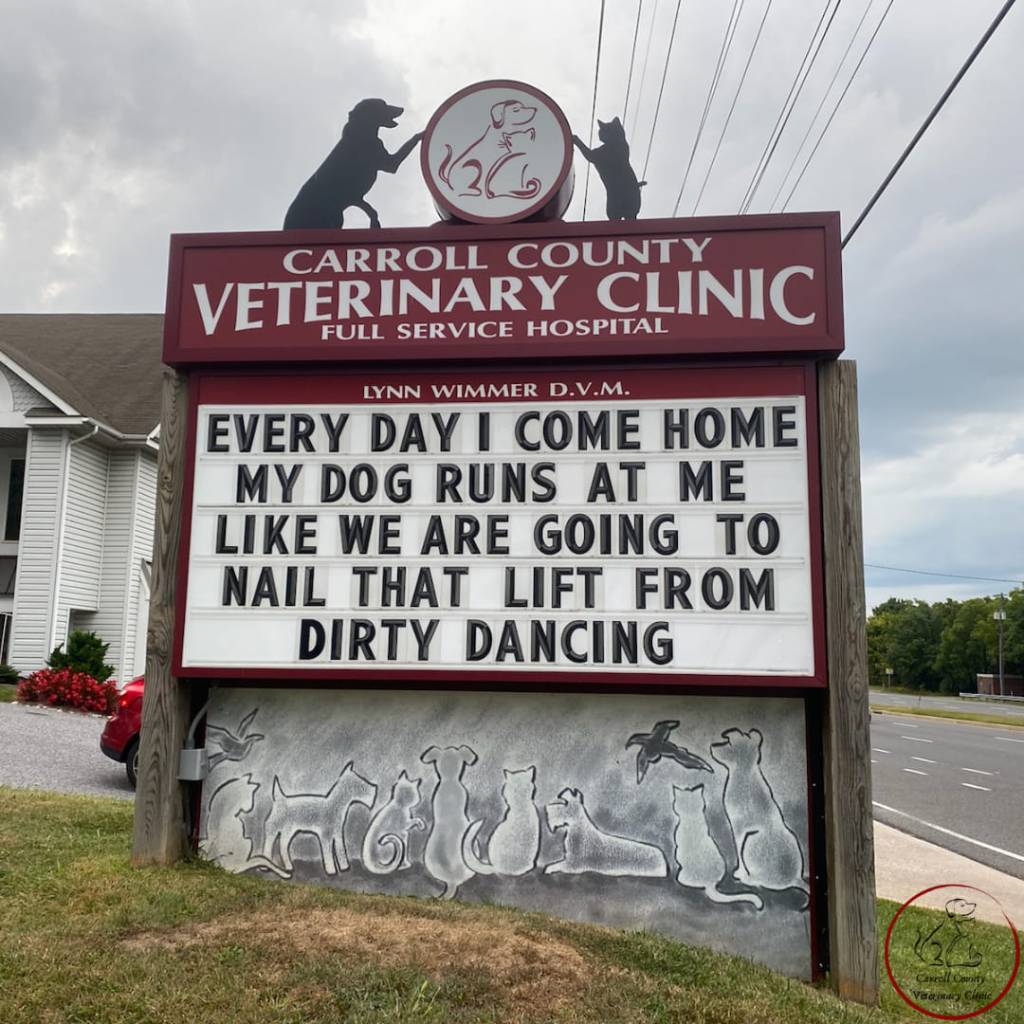 CARROLL COUNTY
VETERINARY CLINIC
FULL SERVICE HOSPITAL
LYNN WIMMER D.V.M.
EVERY DAY I COME HOME
MY DOG RUNS AT ME
LIKE WE ARE GOING TO
NAIL THAT LIFT FROM
DIRTY DANCING
Carroll County
Veterinary Clinic